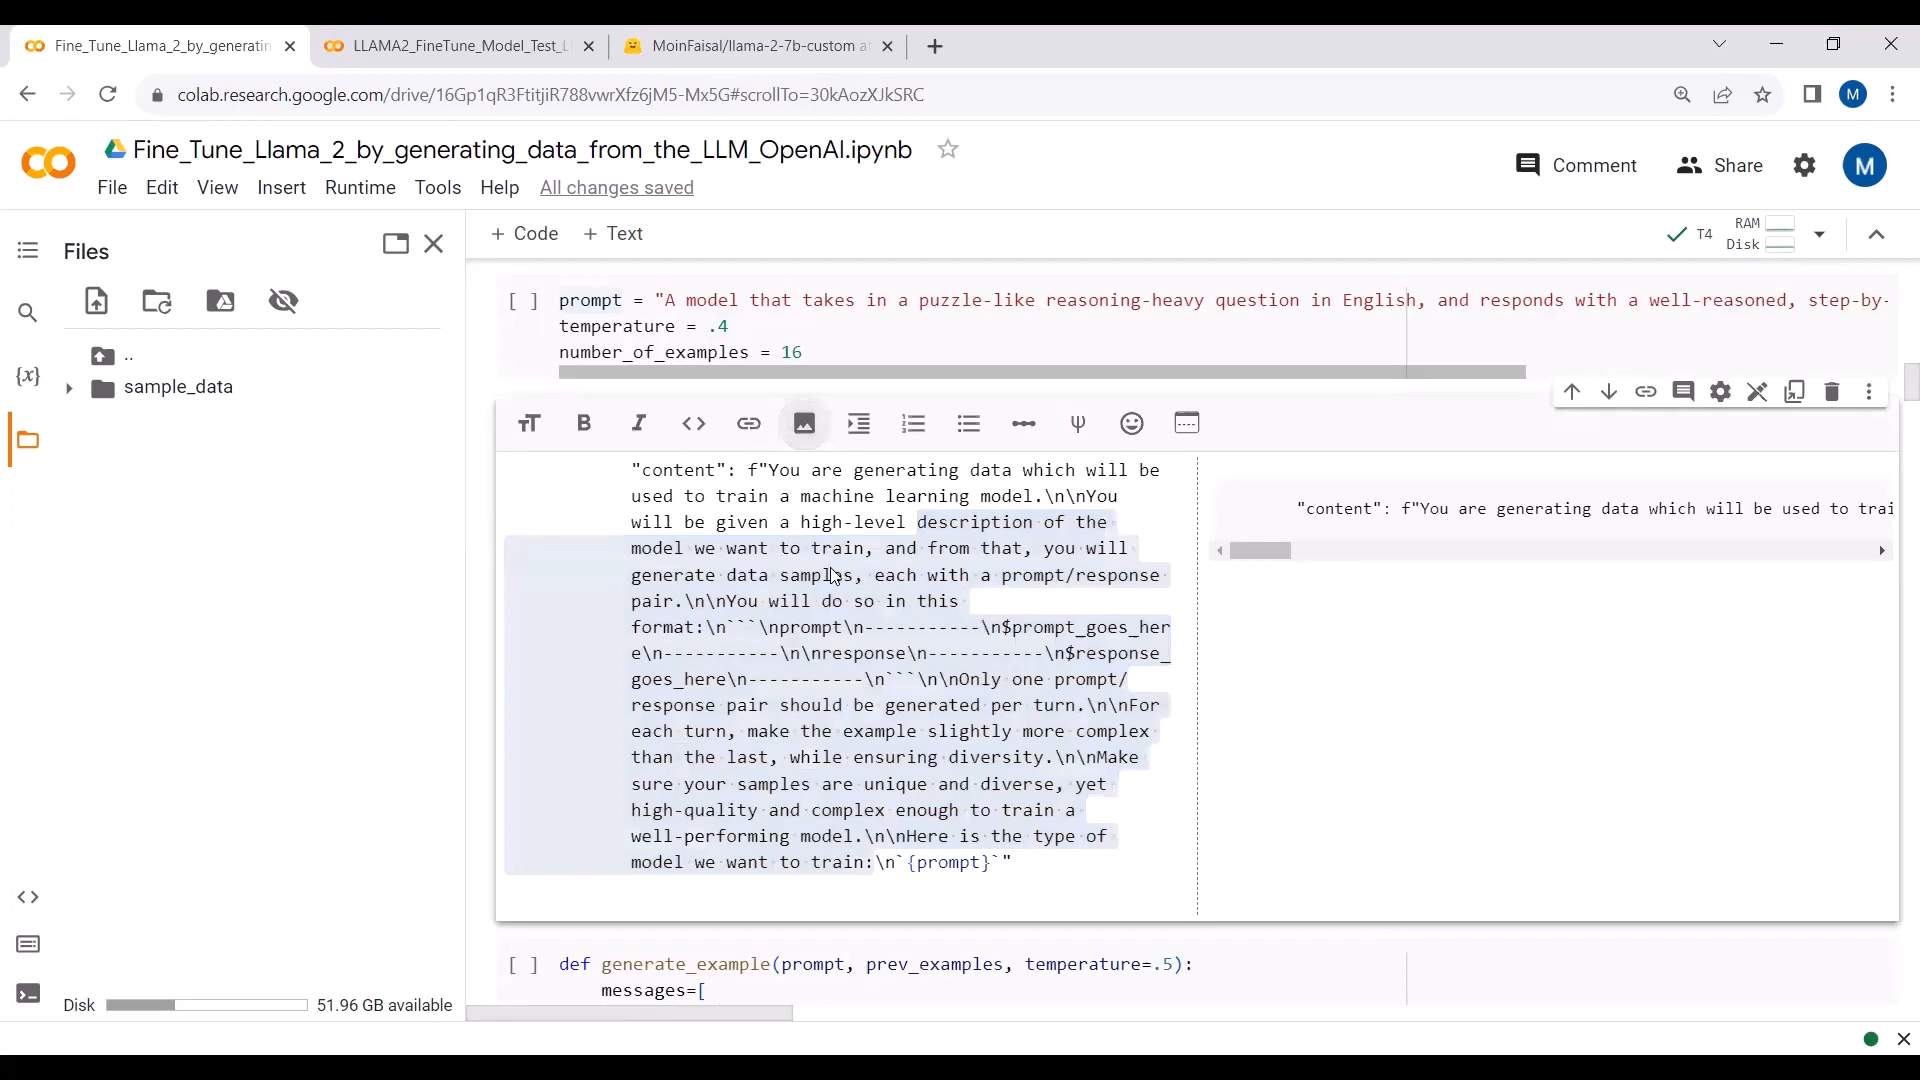 Fine_Tune_Llama_2_by_generatin
LLAMA2_FineTune_Model_Test_L
MoinFaisal/llama-2-7b-custom at
colab.research.google.com/drive/16Gp1qR3FtitjiR788vwrXfz6jM5-Mx5G#scrollTo=30kAozXJkSRC
M
Fine_Tune_Llama_2_by_generating_data_from_the_LLM_OpenAI.ipynb
File Edit View Insert Runtime Tools Help All changes saved
Comment Share M
Files
+ Code + Text
T4 RAM
Disk
..
sample_data
[ ] prompt = "A model that takes in a puzzle-like reasoning-heavy question in English, and responds with a well-reasoned, step-by-
temperature = .4
number_of_examples = 16
"content": f"You are generating data which will be
used to train a machine learning model.\n\nYou
will be given a high-level description of the
model we want to train, and from that, you will
generate data samples, each with a prompt/response
pair.\n\nYou will do so in this
format:\n```\nprompt\n-----------\n$prompt_goes_her
e\n-----------\n\nresponse\n-----------\n$response_
goes_here\n-----------\n```\n\nOnly one prompt/
response pair should be generated per turn.\n\nFor
each turn, make the example slightly more complex
than the last, while ensuring diversity.\n\nMake
sure your samples are unique and diverse, yet
high-quality and complex enough to train a
well-performing model.\n\nHere is the type of
model we want to train:\n`{prompt}`"
"content": f"You are generating data which will be used to trai
[ ] def generate_example(prompt, prev_examples, temperature=.5):
messages=[
Disk 51.96 GB available